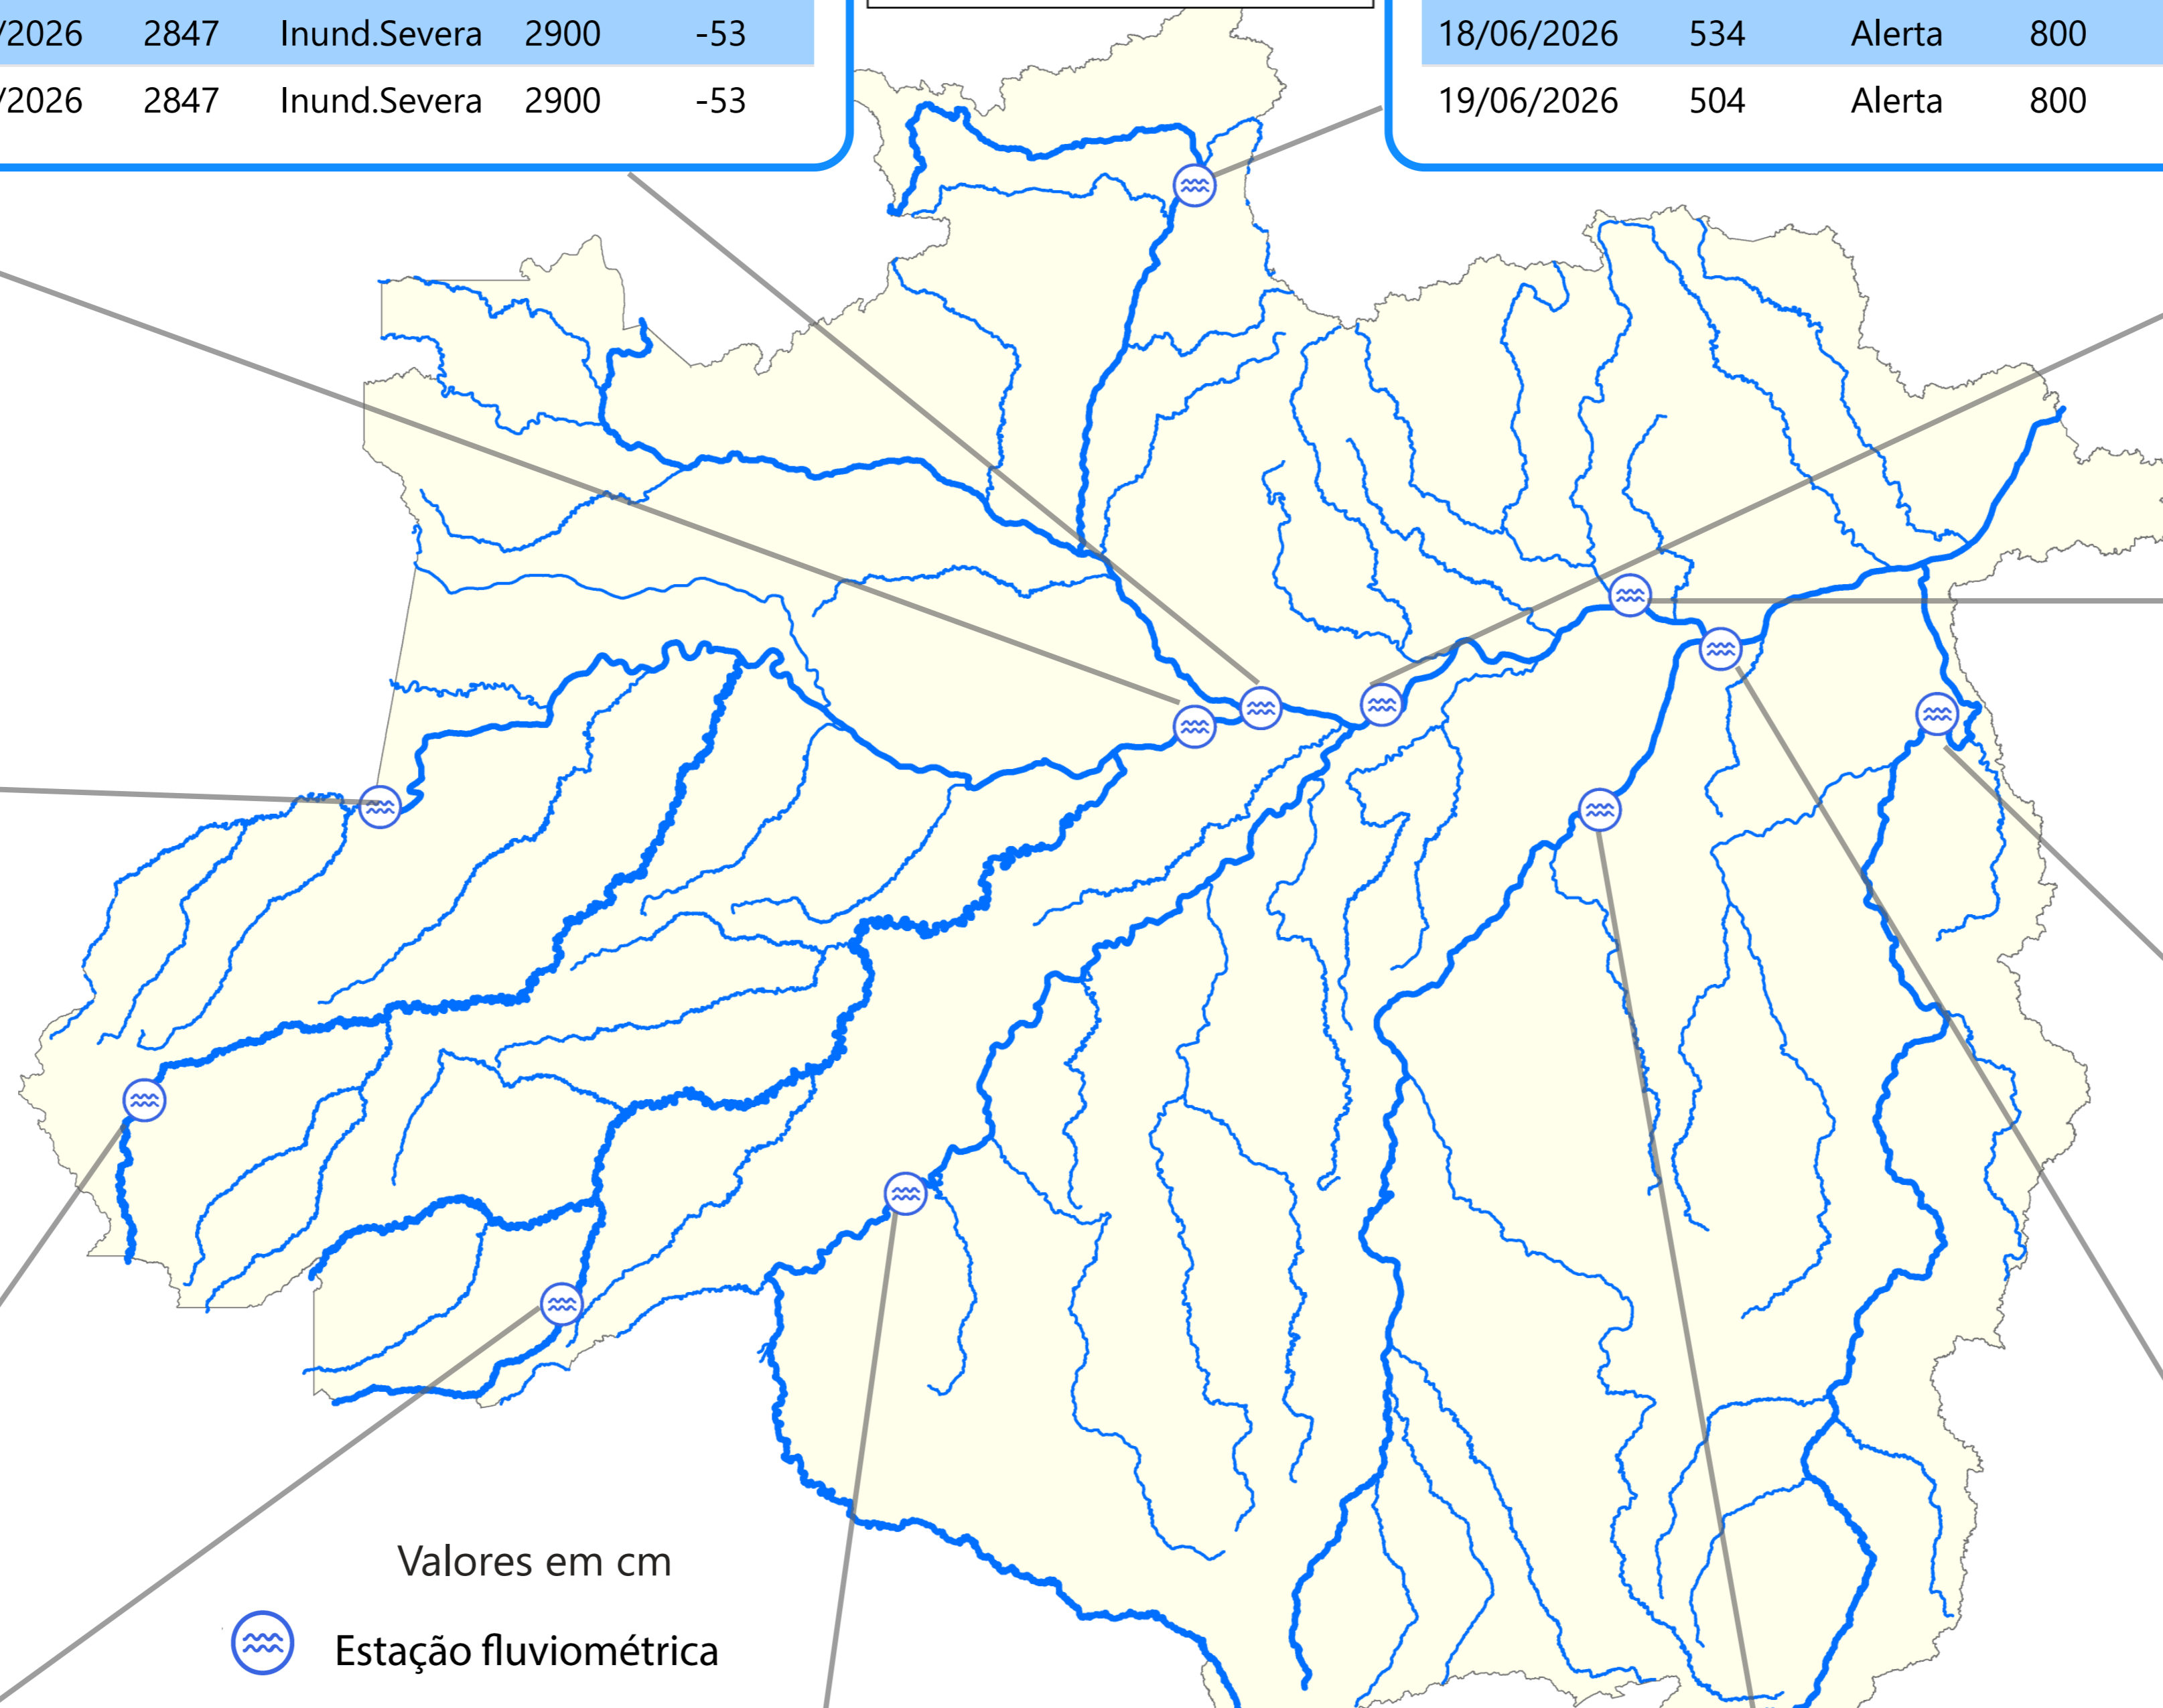 /2026 2847 Inund.Severa 2900 -53
/2026 2847 Inund.Severa 2900 -53
18/06/2026 534 Alerta 800
19/06/2026 504 Alerta 800
Valores em cm
Estação fluviométrica